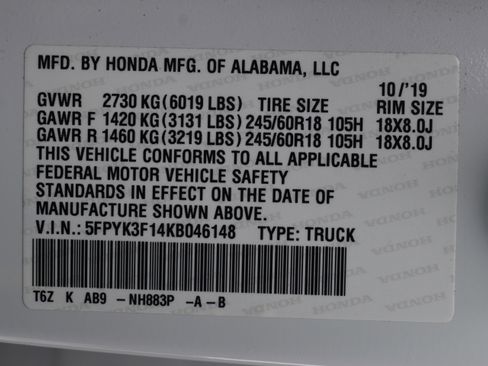 MFD. BY HONDA MFG. OF ALABAMA, LLC
10/'19
GVWR 2730 KG(6019 LBS) TIRE SIZE RIM SIZE
GAWR F 1420 KG(3131 LBS) 245/60R18 105H 18X8.0J
GAWR R 1460 KG(3219 LBS) 245/60R18 105H 18X8.0J
THIS VEHICLE CONFORMS TO ALL APPLICABLE
FEDERAL MOTOR VEHICLE SAFETY
STANDARDS IN EFFECT ON THE DATE OF
MANUFACTURE SHOWN ABOVE.
V.I.N.: 5FPYK3F14KB046148 TYPE: TRUCK
T6Z K AB9 -NH883P -A-B
HONDA HONDA HONDA